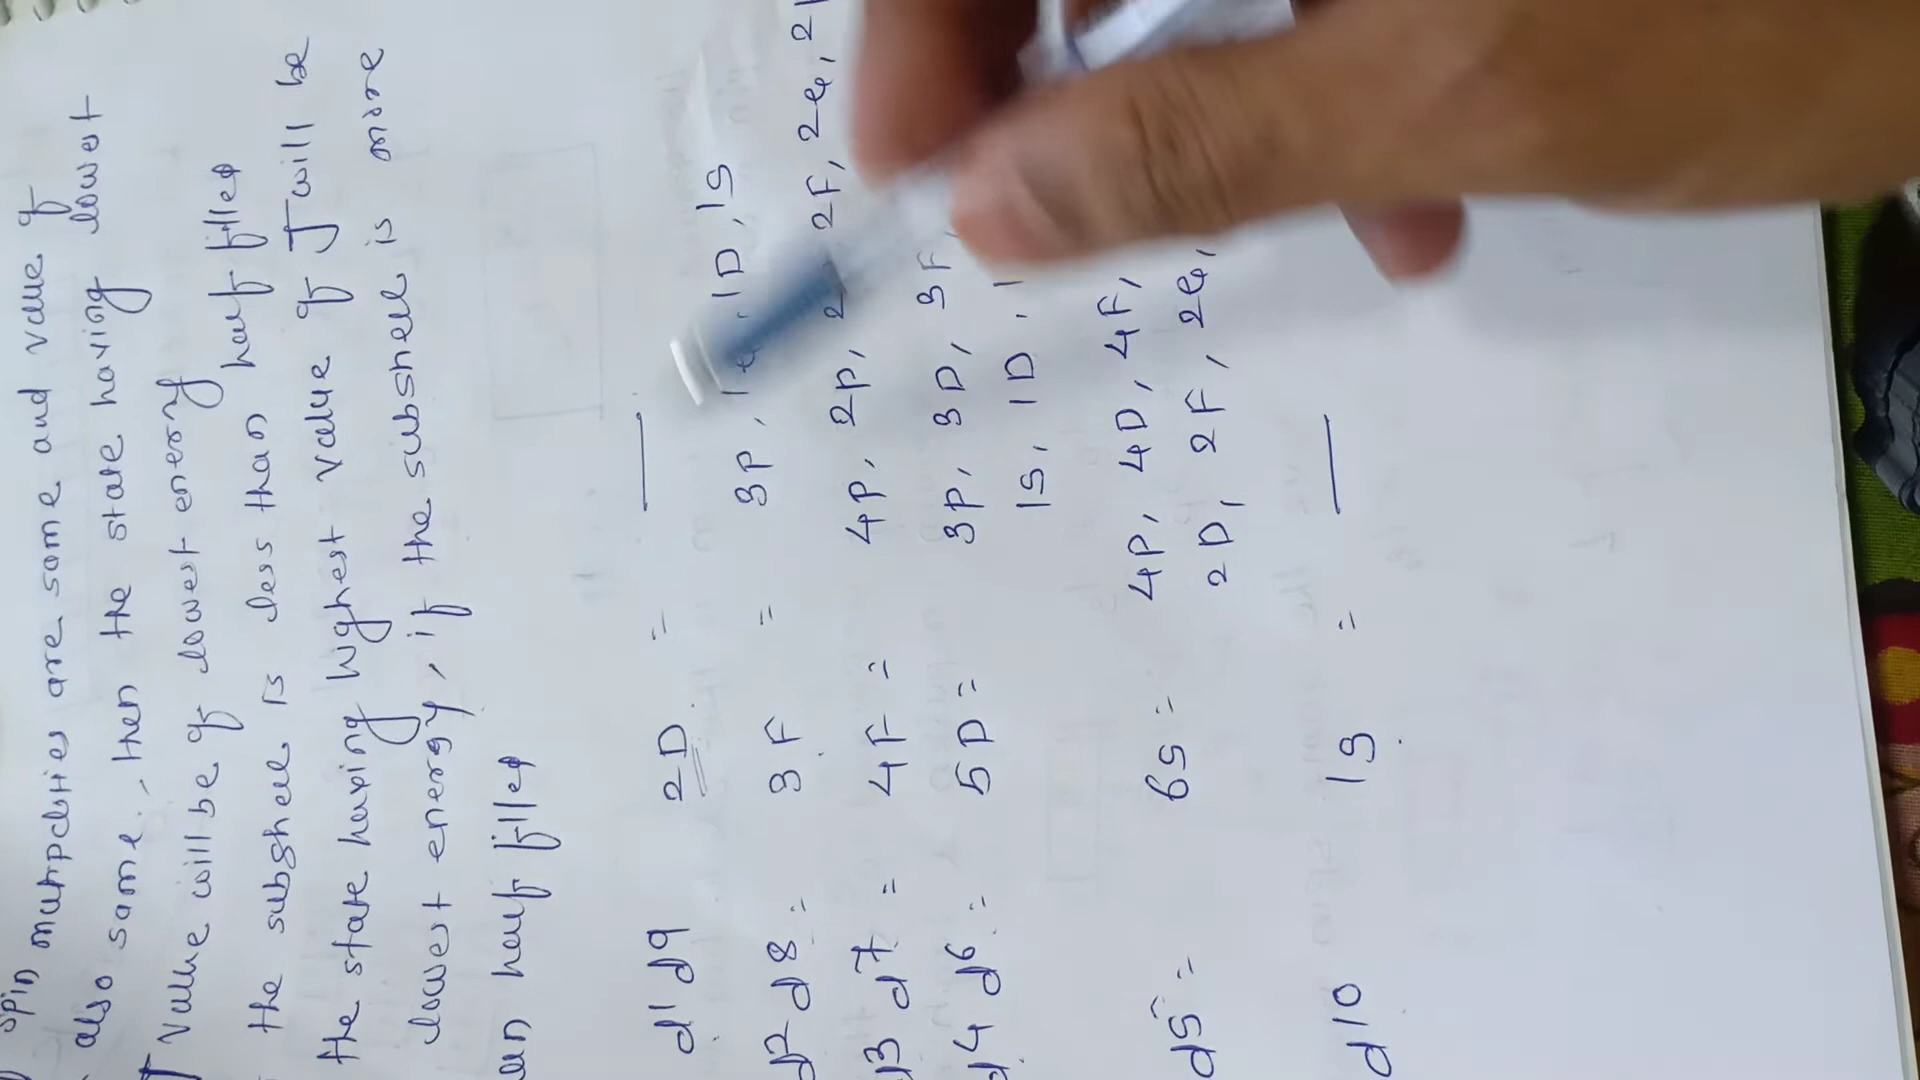 spin multiplcities are same and value of
also same, then the state having lowest
J value will be of lowest energy
the subshell is less than half filled
the state having highest value of J will be
lowest energy, if the subshell is more
half filled
d1 d9 2D =
d2 d8 = 3F = 3P, 1D, 1S
d3 d7 = 4F = 4P, 2P, 2F, 2G,
d4 d6 = 5D = 3P, 3D, 3F
1S, 1D,
d5 = 6S = 4P, 4D, 4F,
2D, 2F, 2G,
d10 1S =